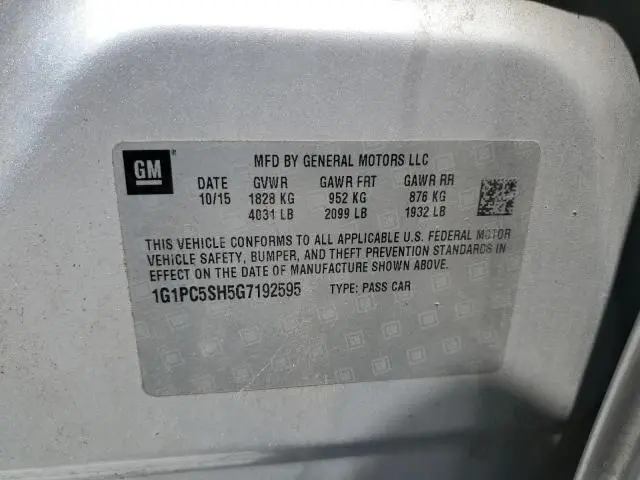 GM
MFD BY GENERAL MOTORS LLC
DATE GVWR GAWR FRT GAWR RR
10/15 1828 KG 952 KG 876 KG
4031 LB 2099 LB 1932 LB
THIS VEHICLE CONFORMS TO ALL APPLICABLE U.S. FEDERAL MOTOR
VEHICLE SAFETY, BUMPER, AND THEFT PREVENTION STANDARDS IN
EFFECT ON THE DATE OF MANUFACTURE SHOWN ABOVE.
1G1PC5SH5G7192595 TYPE: PASS CAR